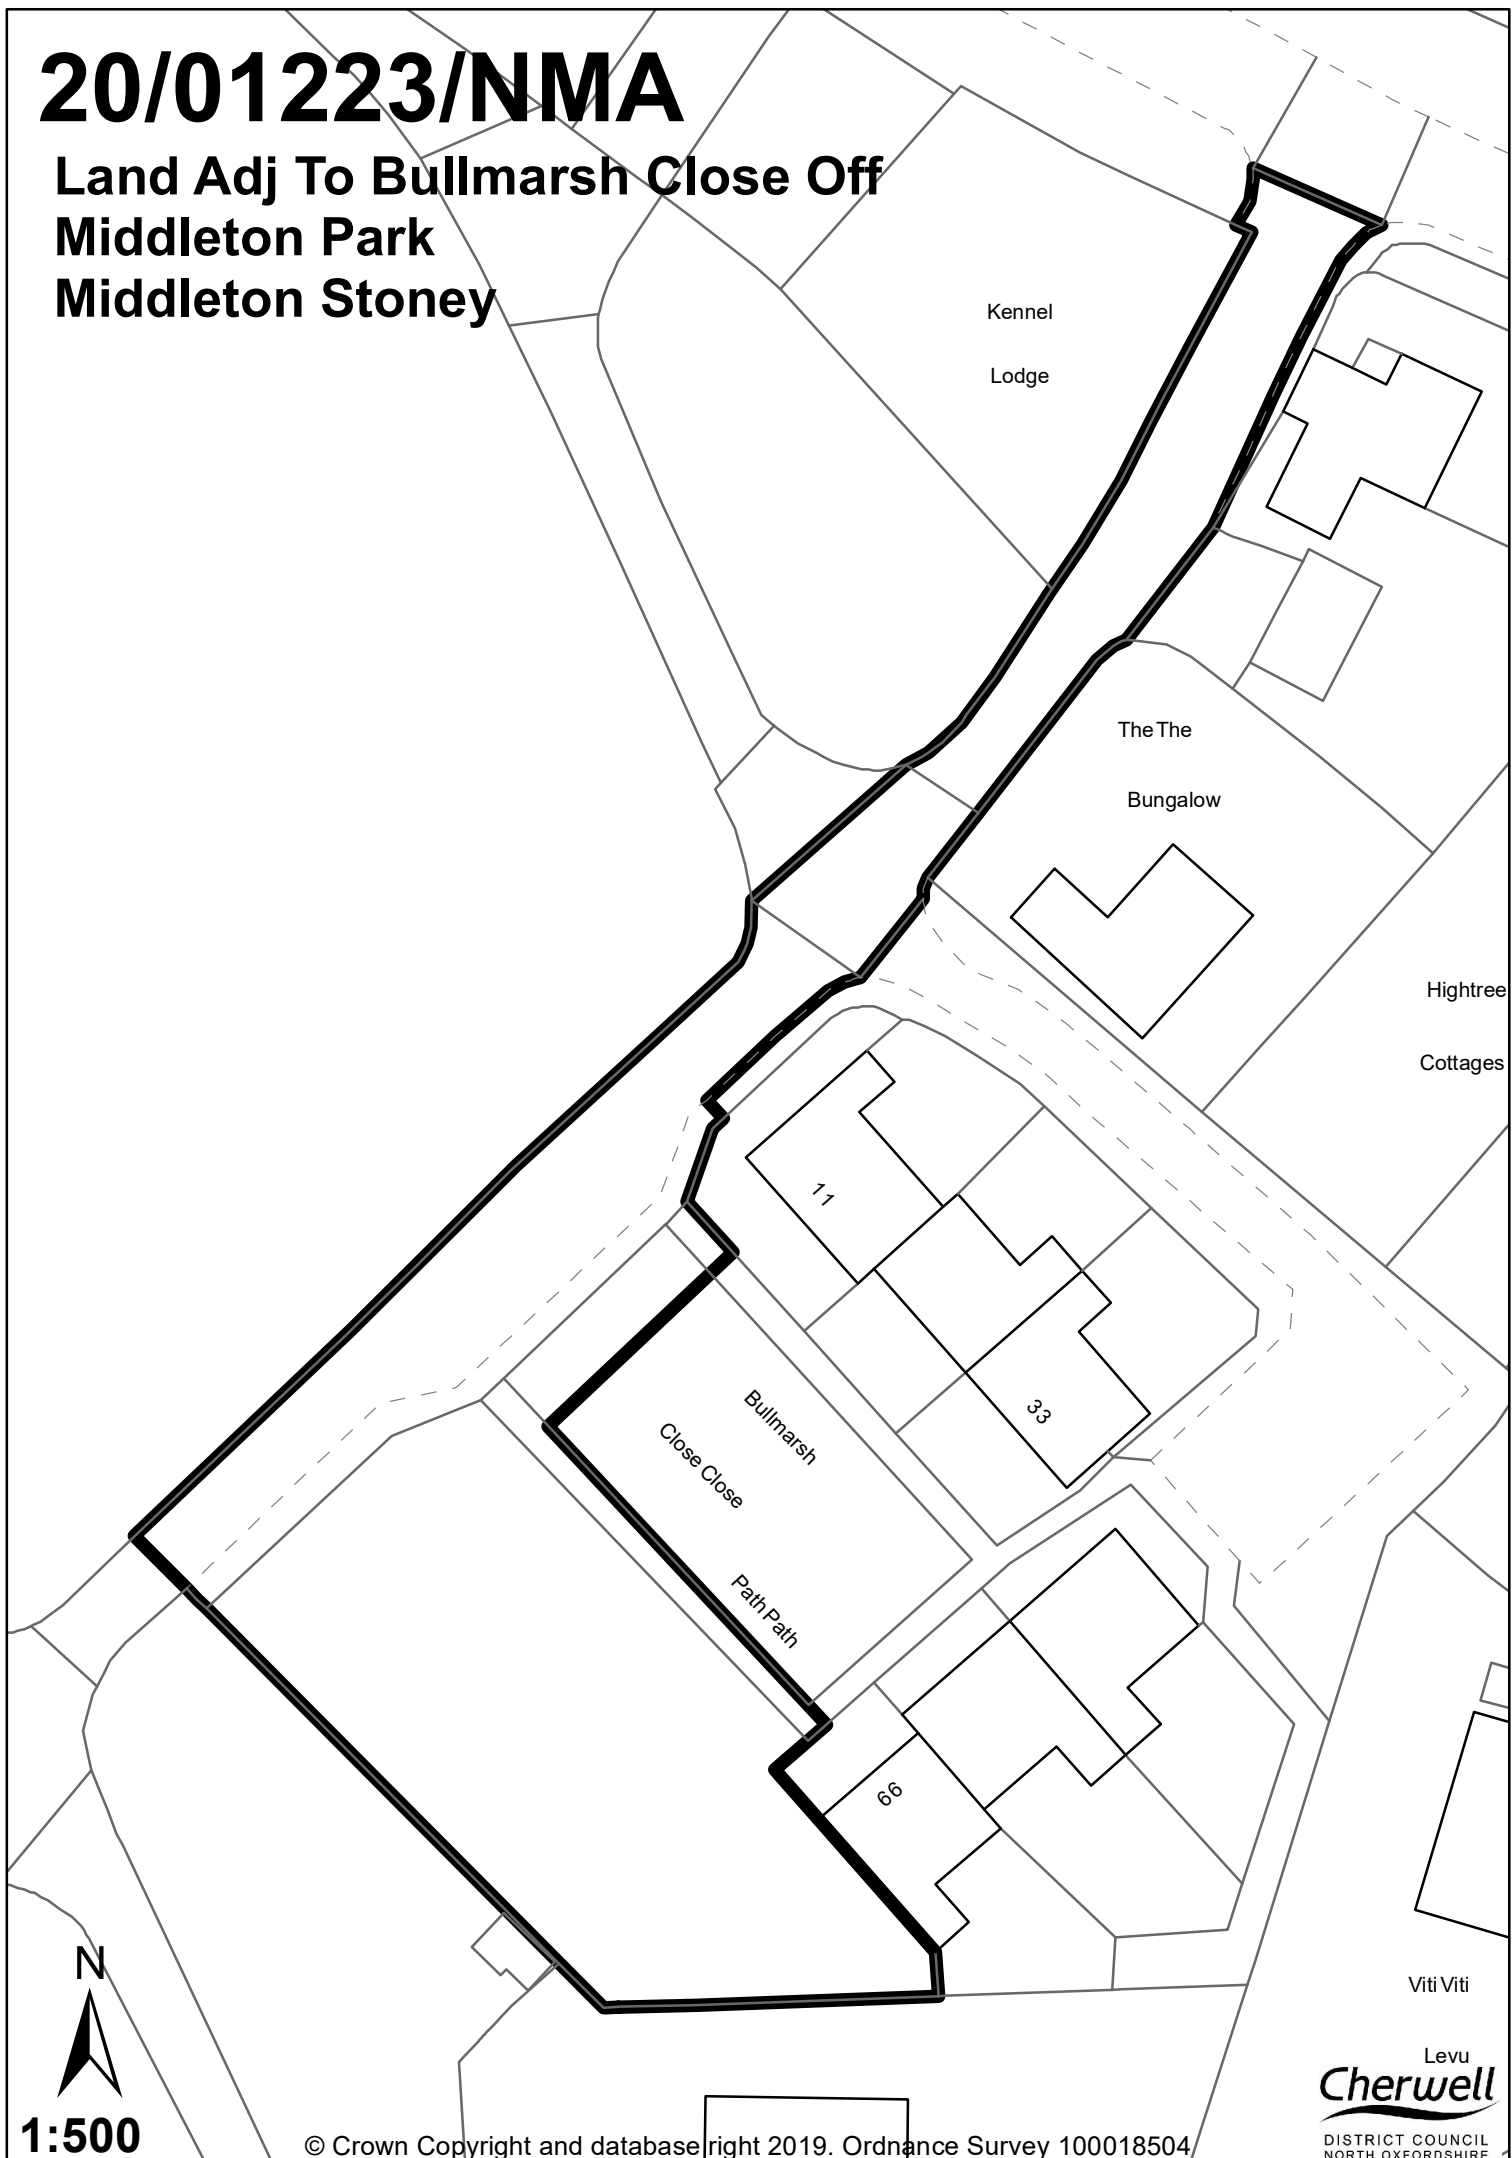 20/01223/NMA
Land Adj To Bullmarsh Close Off
Middleton Park
Middleton Stoney
Kennel
Lodge
The The
Bungalow
Hightree
Cottages
11
33
Bullmarsh
Close Close
Path Path
66
Viti Viti
Levu
N
1:500
© Crown Copyright and database right 2019. Ordnance Survey 100018504
Cherwell
DISTRICT COUNCIL
NORTH OXFORDSHIRE